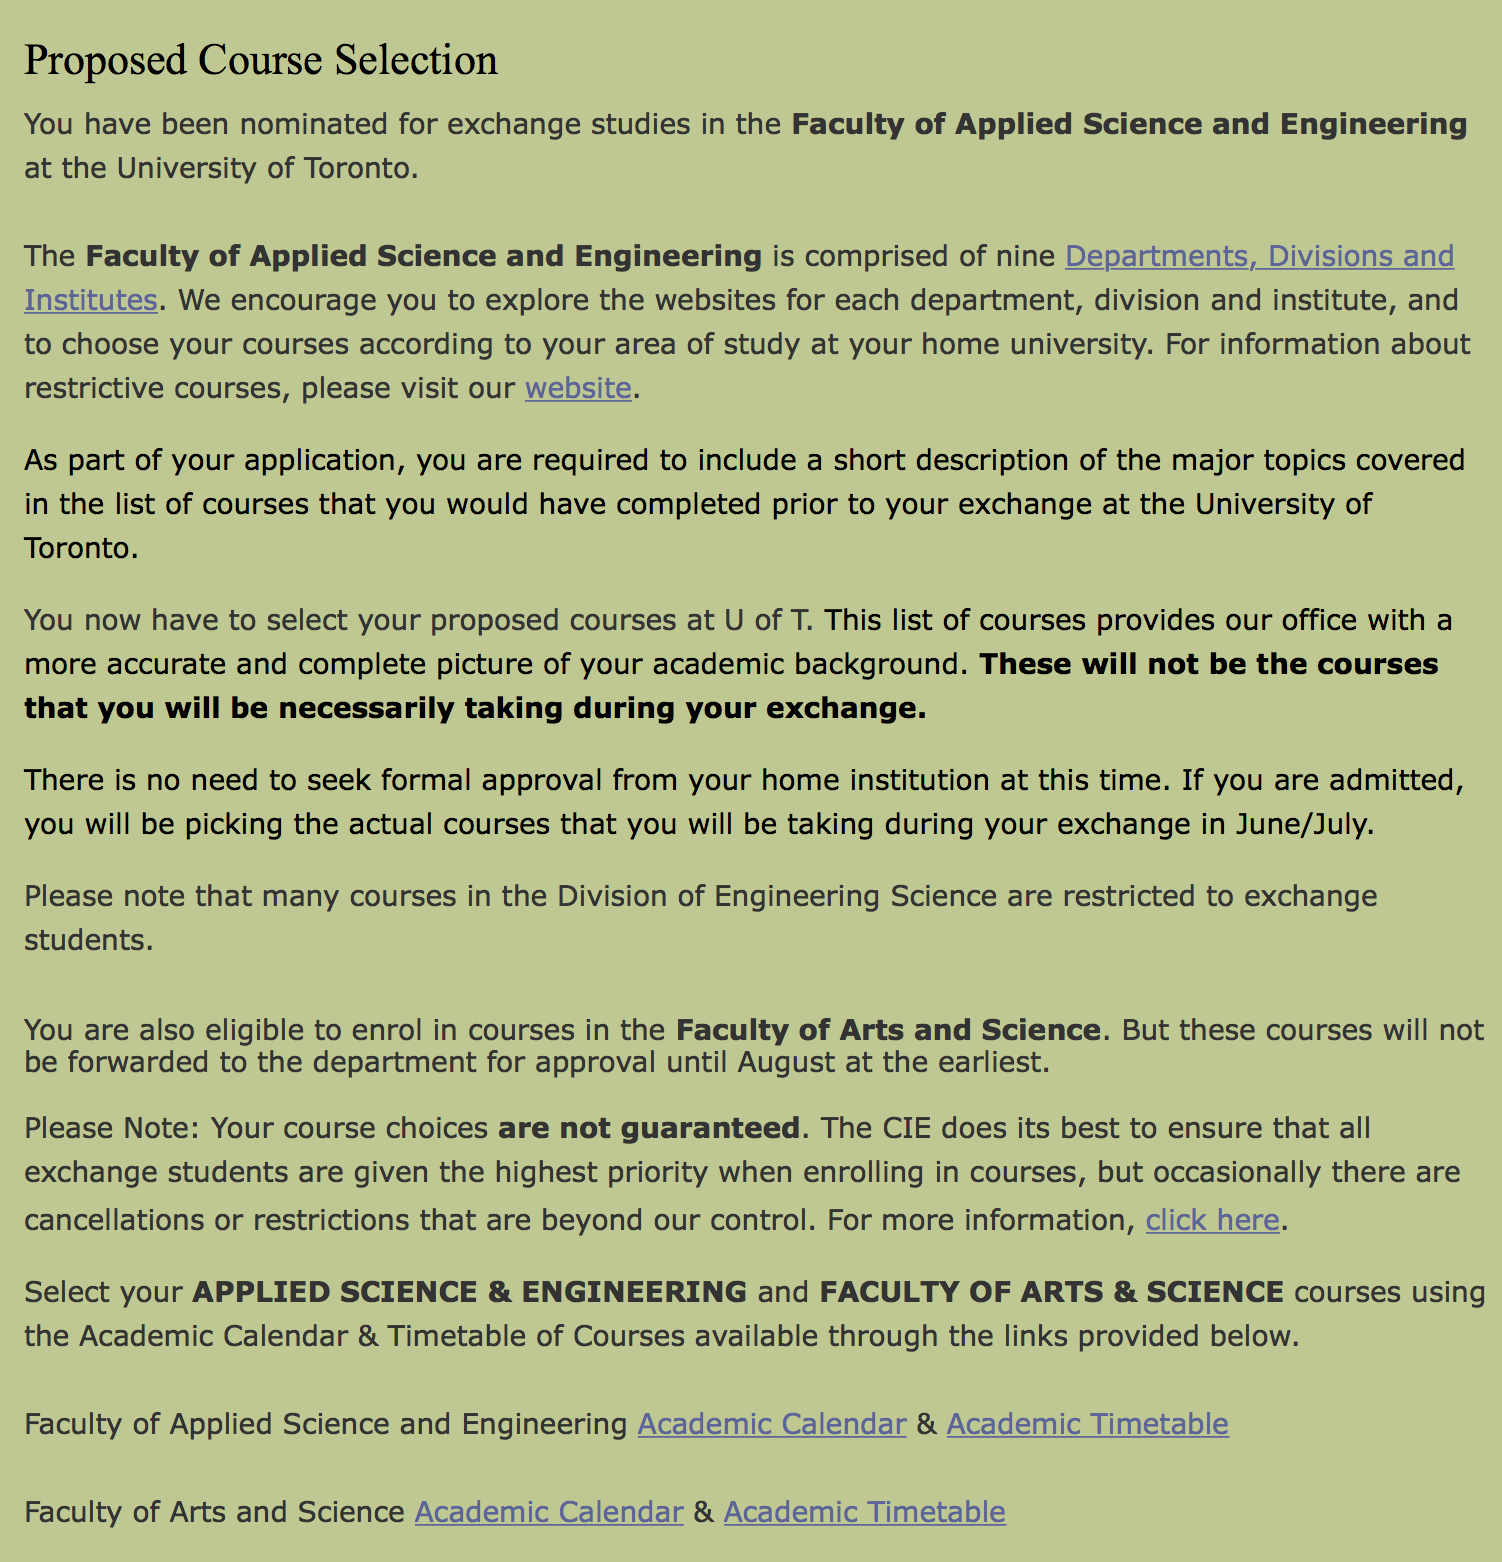 Proposed Course Selection
You have been nominated for exchange studies in the Faculty of Applied Science and Engineering
at the University of Toronto.
The Faculty of Applied Science and Engineering is comprised of nine Departments, Divisions and
Institutes. We encourage you to explore the websites for each department, division and institute, and
to choose your courses according to your area of study at your home university. For information about
restrictive courses, please visit our website.
As part of your application, you are required to include a short description of the major topics covered
in the list of courses that you would have completed prior to your exchange at the University of
Toronto.
You now have to select your proposed courses at U of T. This list of courses provides our office with a
more accurate and complete picture of your academic background. These will not be the courses
that you will be necessarily taking during your exchange.
There is no need to seek formal approval from your home institution at this time. If you are admitted,
you will be picking the actual courses that you will be taking during your exchange in June/July.
Please note that many courses in the Division of Engineering Science are restricted to exchange
students.
You are also eligible to enrol in courses in the Faculty of Arts and Science. But these courses will not
be forwarded to the department for approval until August at the earliest.
Please Note: Your course choices are not guaranteed. The CIE does its best to ensure that all
exchange students are given the highest priority when enrolling in courses, but occasionally there are
cancellations or restrictions that are beyond our control. For more information, click here.
Select your APPLIED SCIENCE & ENGINEERING and FACULTY OF ARTS & SCIENCE courses using
the Academic Calendar & Timetable of Courses available through the links provided below.
Faculty of Applied Science and Engineering Academic Calendar & Academic Timetable
Faculty of Arts and Science Academic Calendar & Academic Timetable